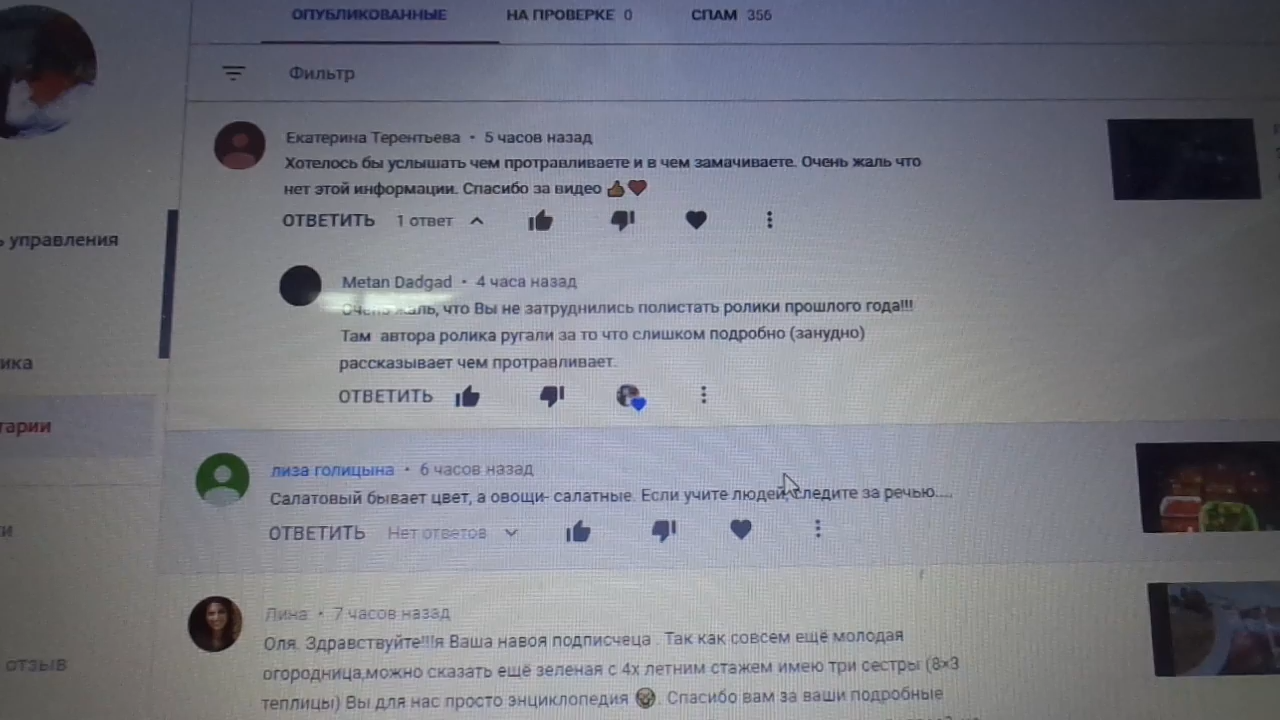 ОПУБЛИКОВАННЫЕ НА ПРОВЕРКЕ 0 СПАМ 356
Фильтр
Екатерина Терентьева • 5 часов назад
Хотелось бы услышать чем протравливаете и в чем замачиваете. Очень жаль что
нет этой информации. Спасибо за видео 👍❤
ОТВЕТИТЬ 1 ответ
ь управления
Metan Dadgad • 4 часа назад
Очень жаль, что Вы не затруднились полистать ролики прошлого года!!!
Там автора ролика ругали за то что слишком подробно (занудно)
рассказывает чем протравливает.
ика
ОТВЕТИТЬ
тарии
лиза голицына • 6 часов назад
Салатовый бывает цвет, а овощи- салатные. Если учите людей, следите за речью....
ОТВЕТИТЬ Нет ответов
и
Лина • 7 часов назад
Оля. Здравствуйте!!!я Ваша навоя подписчеца . Так как совсем ещё молодая
огородница,можно сказать ещё зеленая с 4х летним стажем имею три сестры (8×3
отзыв
теплицы) Вы для нас просто энциклопедия . Спасибо вам за ваши подробные